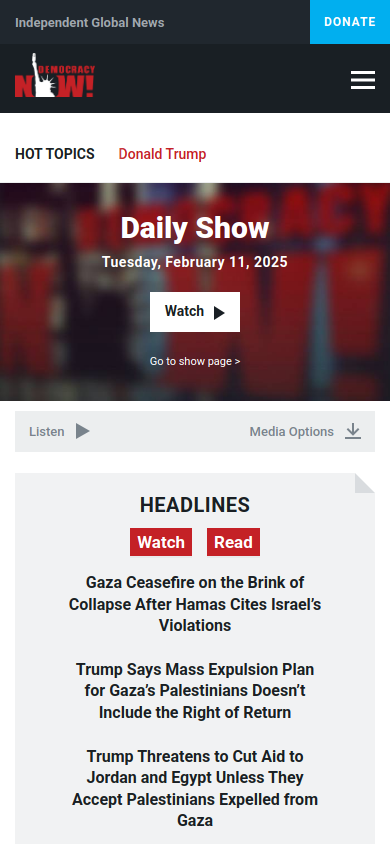 Independent Global News
DONATE
DEMOCRACY
NOW!
HOT TOPICS
Donald Trump
Daily Show
Tuesday, February 11, 2025
Watch
Go to show page >
Listen
Media Options
HEADLINES
Watch
Read
Gaza Ceasefire on the Brink of
Collapse After Hamas Cites Israel’s
Violations
Trump Says Mass Expulsion Plan
for Gaza’s Palestinians Doesn’t
Include the Right of Return
Trump Threatens to Cut Aid to
Jordan and Egypt Unless They
Accept Palestinians Expelled from
Gaza